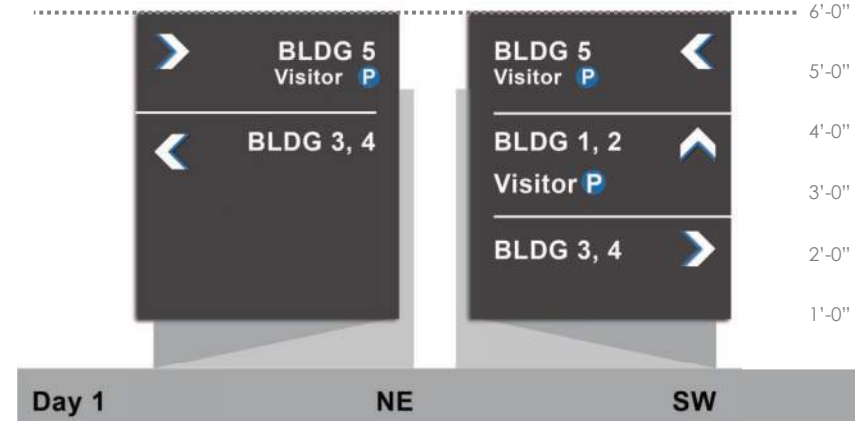 BLDG 5
Visitor P
BLDG 3, 4
BLDG 5
Visitor P
BLDG 1, 2
Visitor P
BLDG 3, 4
6’-0”
5’-0”
4’-0”
3’-0”
2’-0”
1’-0”
Day 1
NE
SW